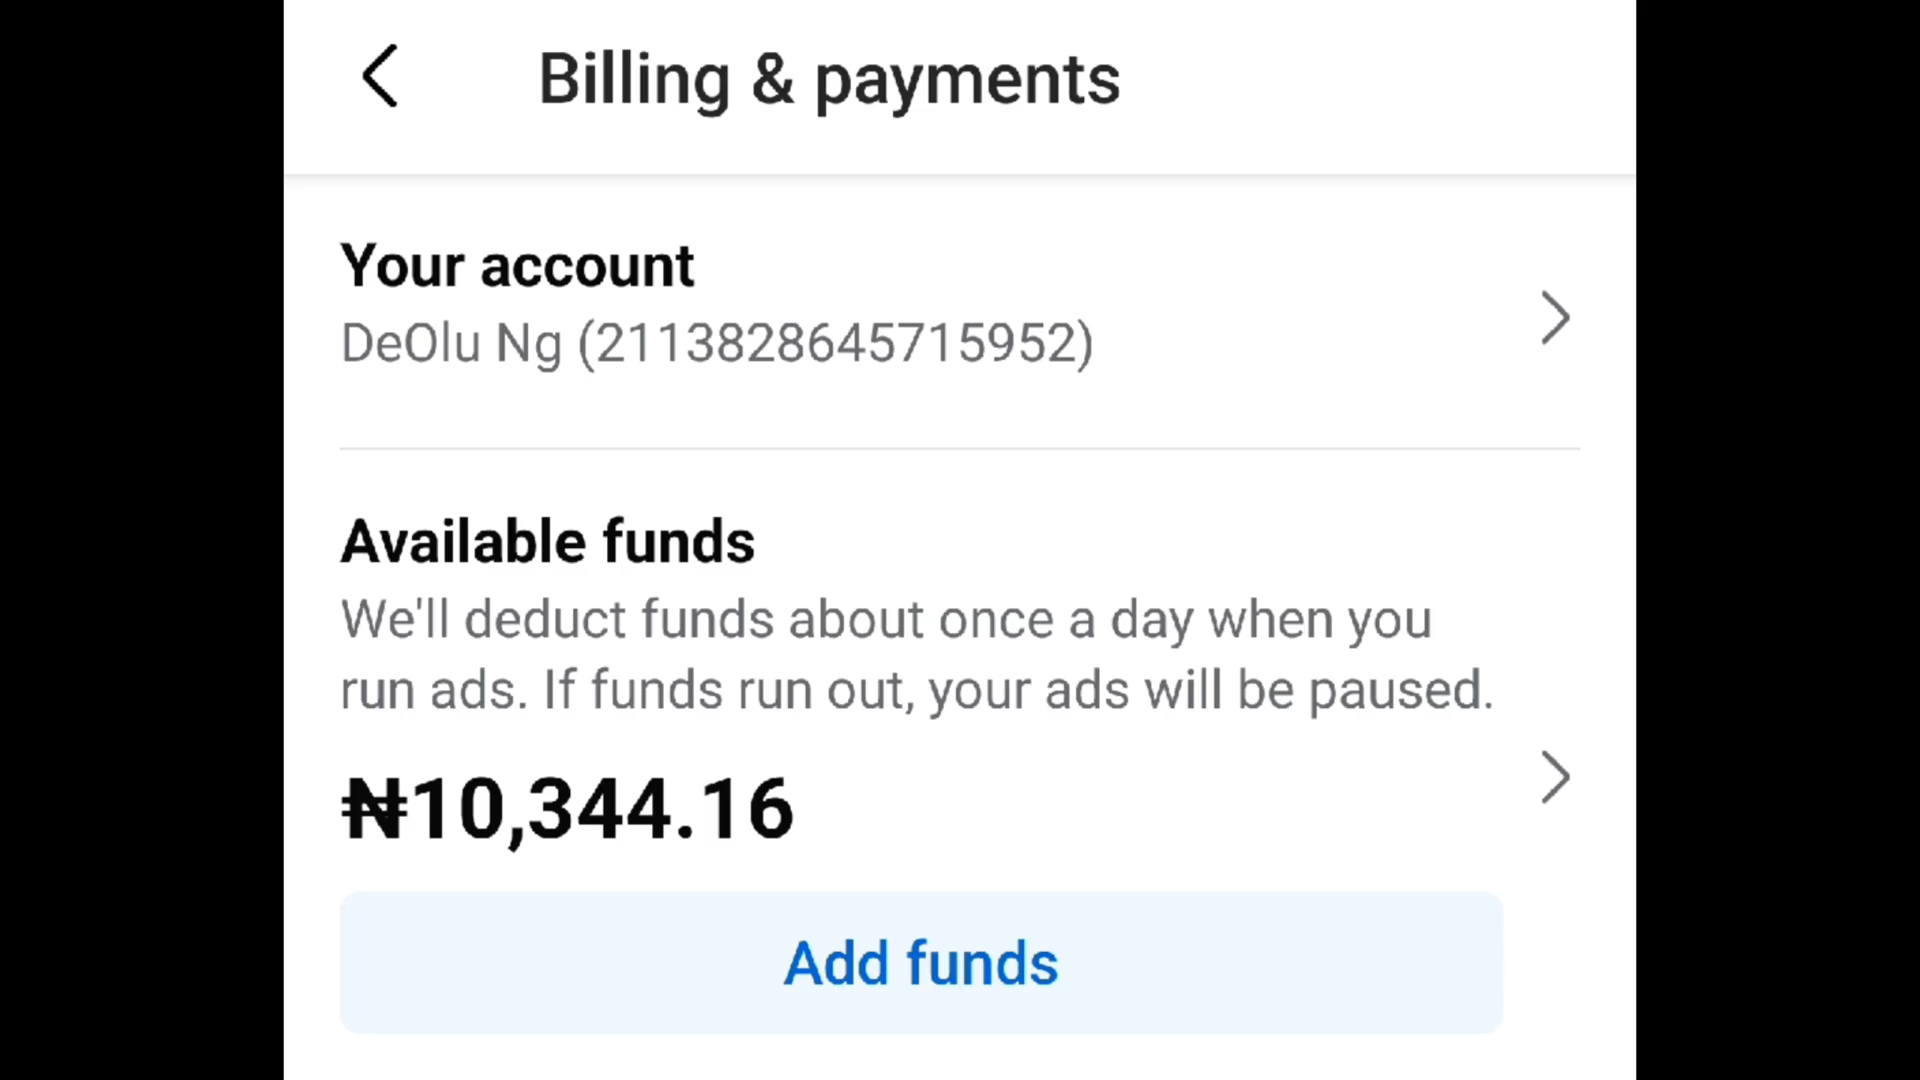 Billing & payments
Your account
DeOlu Ng (2113828645715952)
Available funds
We'll deduct funds about once a day when you
run ads. If funds run out, your ads will be paused.
₦10,344.16
Add funds